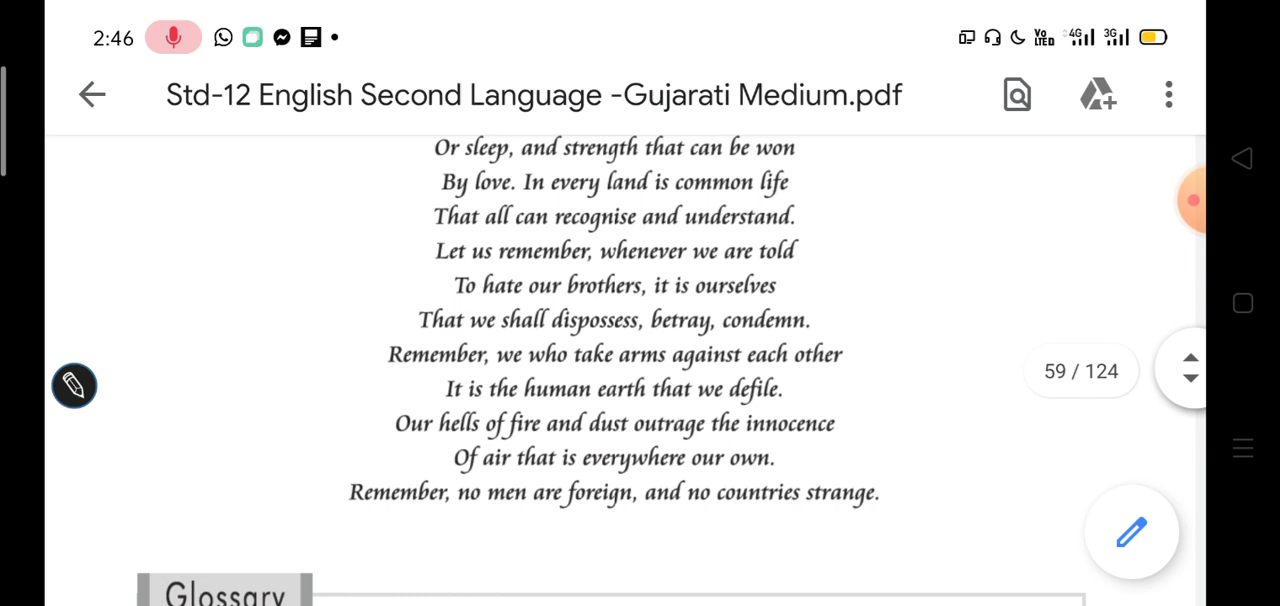 2:46
VO LTED 4G 3G
Std-12 English Second Language -Gujarati Medium.pdf
Or sleep, and strength that can be won
By love. In every land is common life
That all can recognise and understand.
Let us remember, whenever we are told
To hate our brothers, it is ourselves
That we shall dispossess, betray, condemn.
Remember, we who take arms against each other
It is the human earth that we defile.
Our hells of fire and dust outrage the innocence
Of air that is everywhere our own.
Remember, no men are foreign, and no countries strange.
59 / 124
Glossary